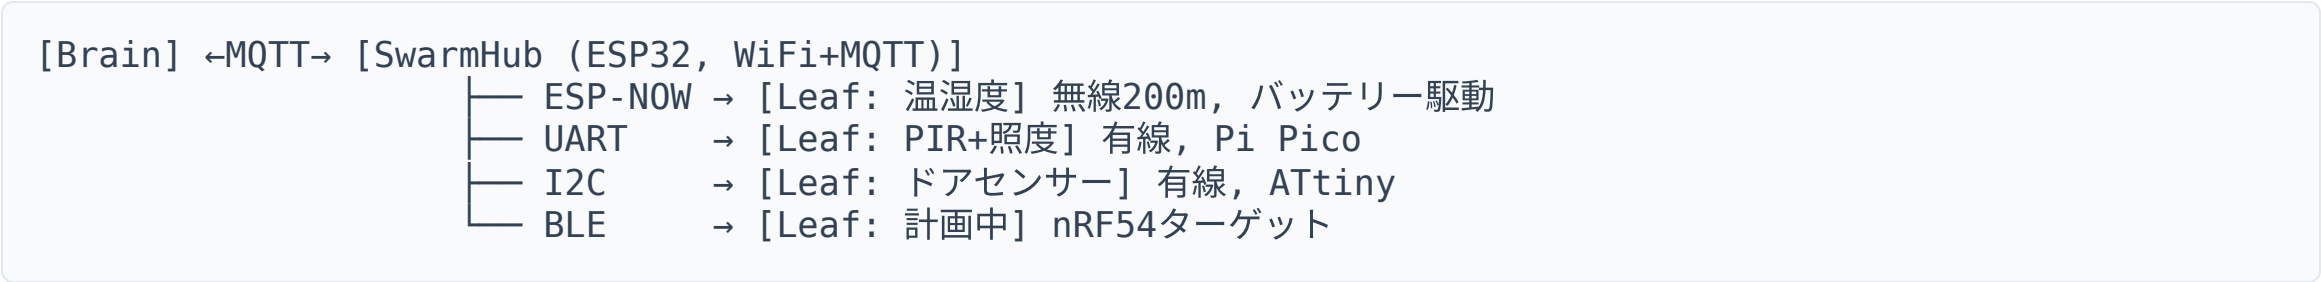 [Brain] ←MQTT→ [SwarmHub (ESP32, WiFi+MQTT)]
├── ESP-NOW → [Leaf: 温湿度] 無線200m, バッテリー駆動
├── UART    → [Leaf: PIR+照度] 有線, Pi Pico
├── I2C     → [Leaf: ドアセンサー] 有線, ATtiny
└── BLE     → [Leaf: 計画中] nRF54ターゲット